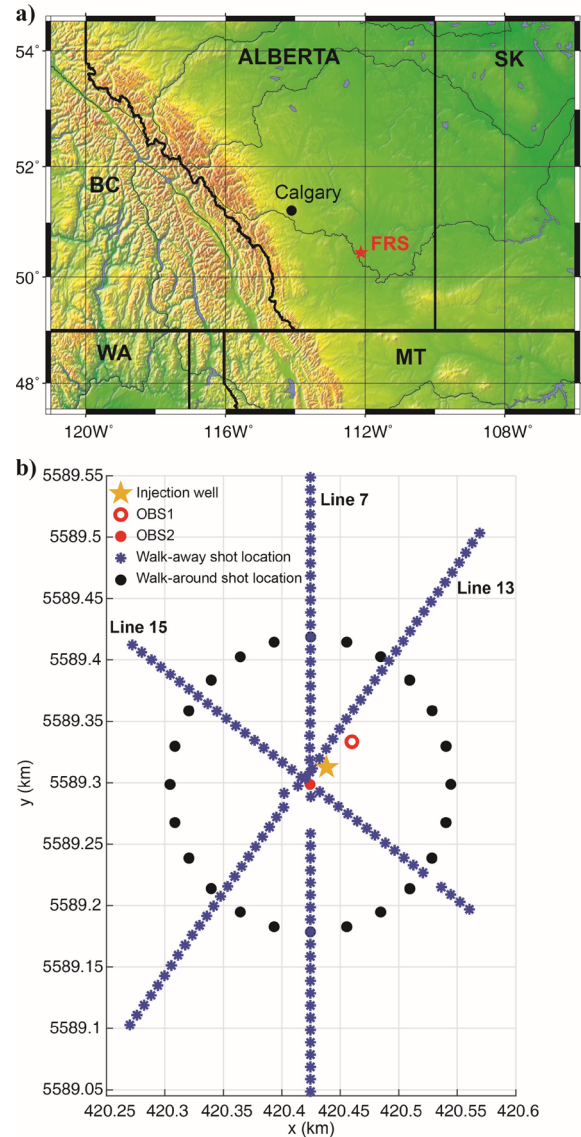 a)
54°
52°
50°
48°
ALBERTA
SK
BC
Calgary
FRS
WA
MT
120W°
116W°
112W°
108W°
b)
5589.55
5589.5
5589.45
5589.4
5589.35
5589.3
5589.25
5589.2
5589.15
5589.1
5589.05
y (km)
Injection well
OBS1
OBS2
Walk-away shot location
Walk-around shot location
Line 7
Line 13
Line 15
420.25 420.3 420.35 420.4 420.45 420.5 420.55 420.6
x (km)